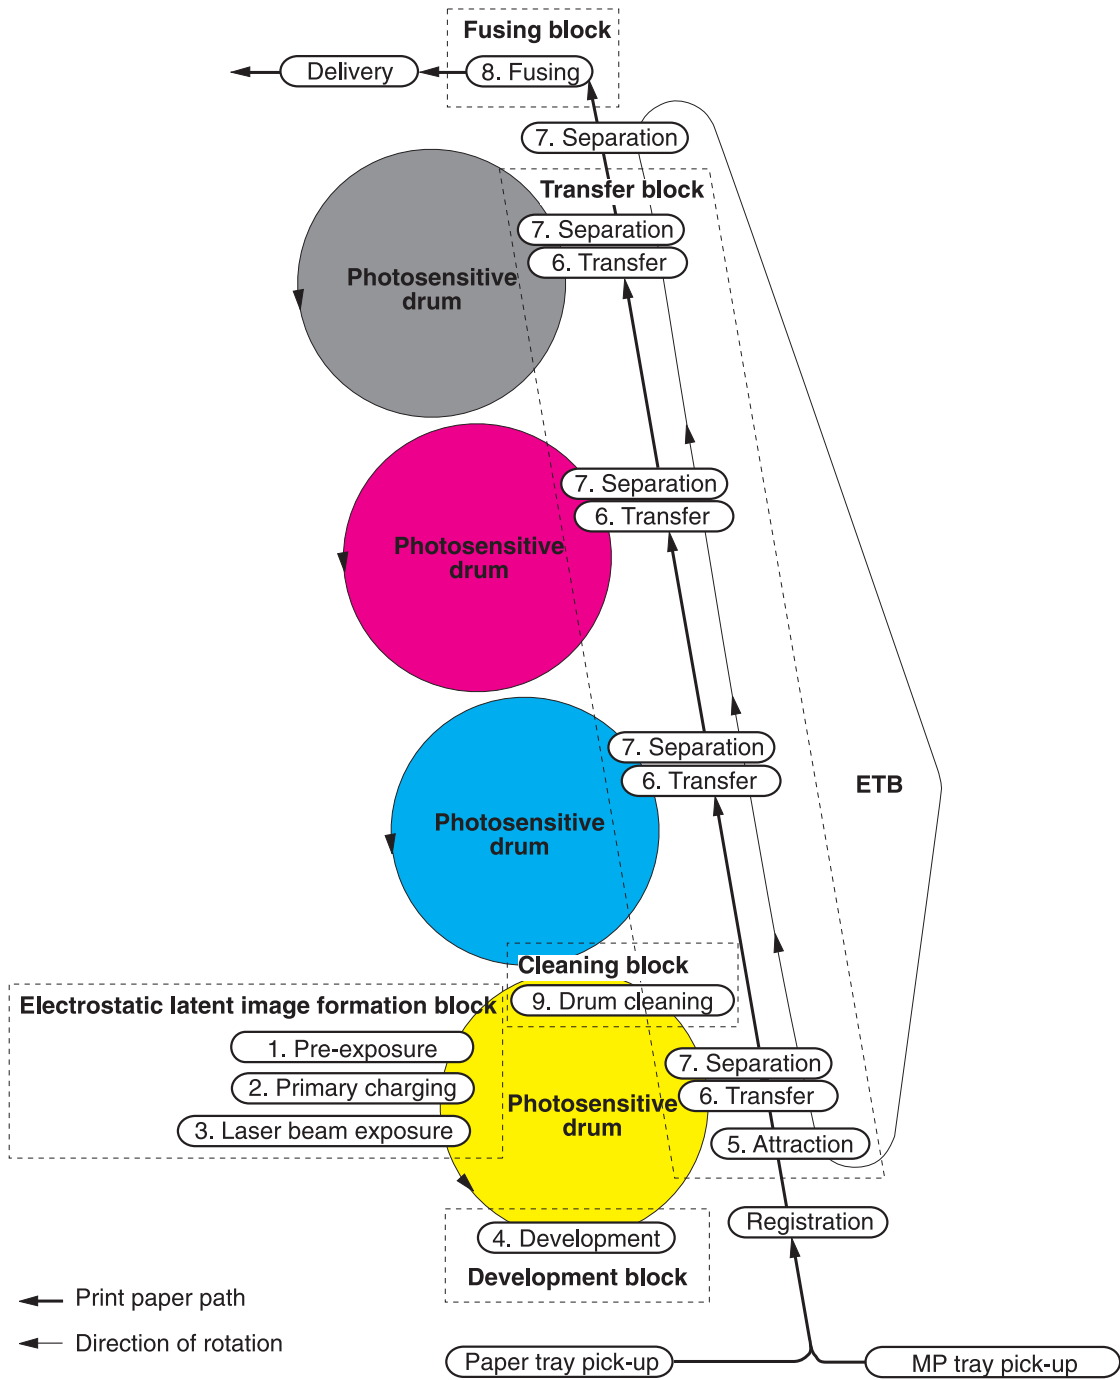 Fusing block
Delivery
8. Fusing
7. Separation
Transfer block
7. Separation
6. Transfer
Photosensitive
drum
7. Separation
6. Transfer
Photosensitive
drum
7. Separation
6. Transfer
ETB
Photosensitive
drum
Cleaning block
9. Drum cleaning
Electrostatic latent image formation block
1. Pre-exposure
2. Primary charging
3. Laser beam exposure
7. Separation
6. Transfer
Photosensitive
drum
5. Attraction
Registration
4. Development
Development block
Print paper path
Direction of rotation
Paper tray pick-up
MP tray pick-up